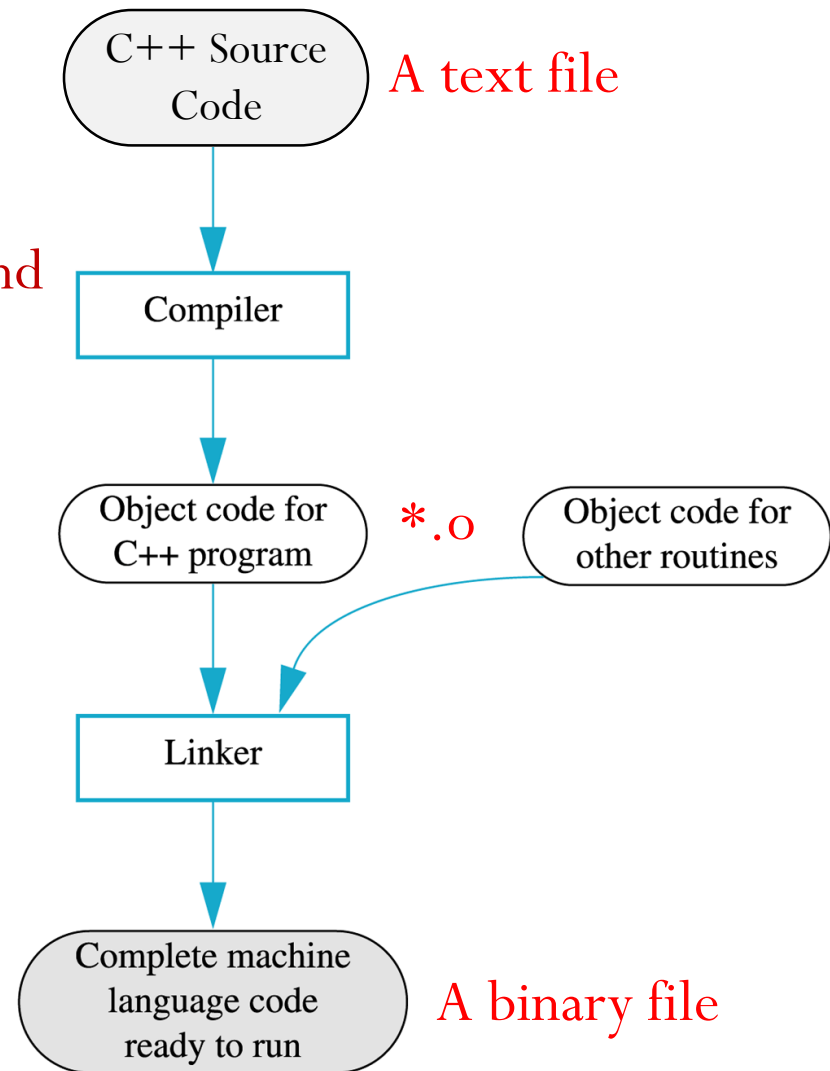 C++ Source
Code
A text file
nd
Compiler
Object code for
C++ program
*.o
Object code for
other routines
Linker
Complete machine
language code
ready to run
A binary file